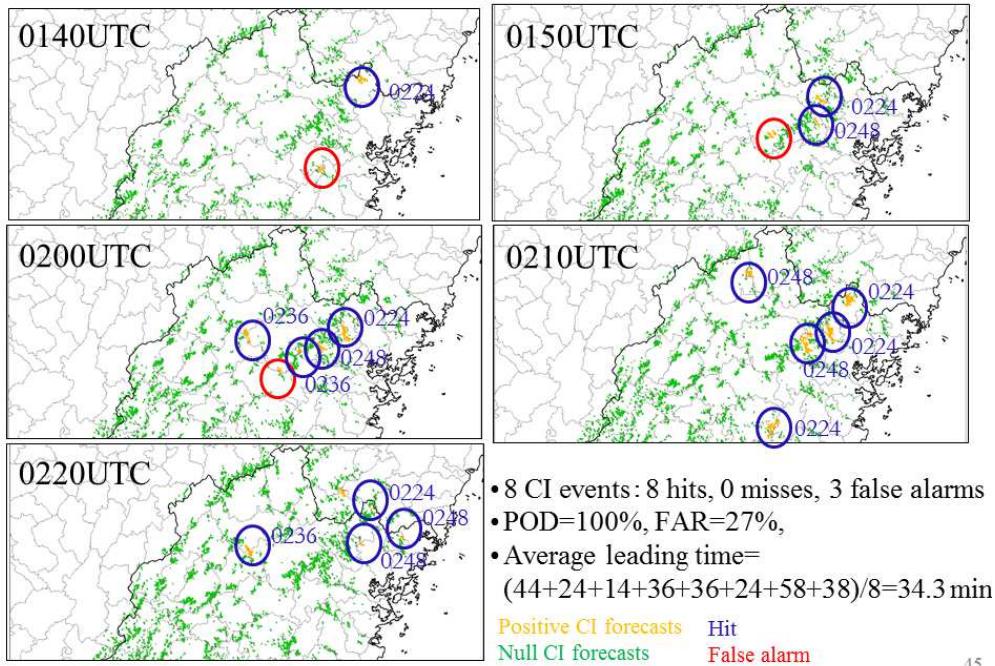 0140UTC
0224
0150UTC
0224
0248
0200UTC
0236
0224
0248
0236
0210UTC
0248
0224
0224
0248
0224
0220UTC
0224
0248
0236
0248
• 8 CI events: 8 hits, 0 misses, 3 false alarms
• POD=100%, FAR=27%,
• Average leading time=
(44+24+14+36+36+24+58+38)/8=34.3 min
Positive CI forecasts Hit
Null CI forecasts False alarm
45